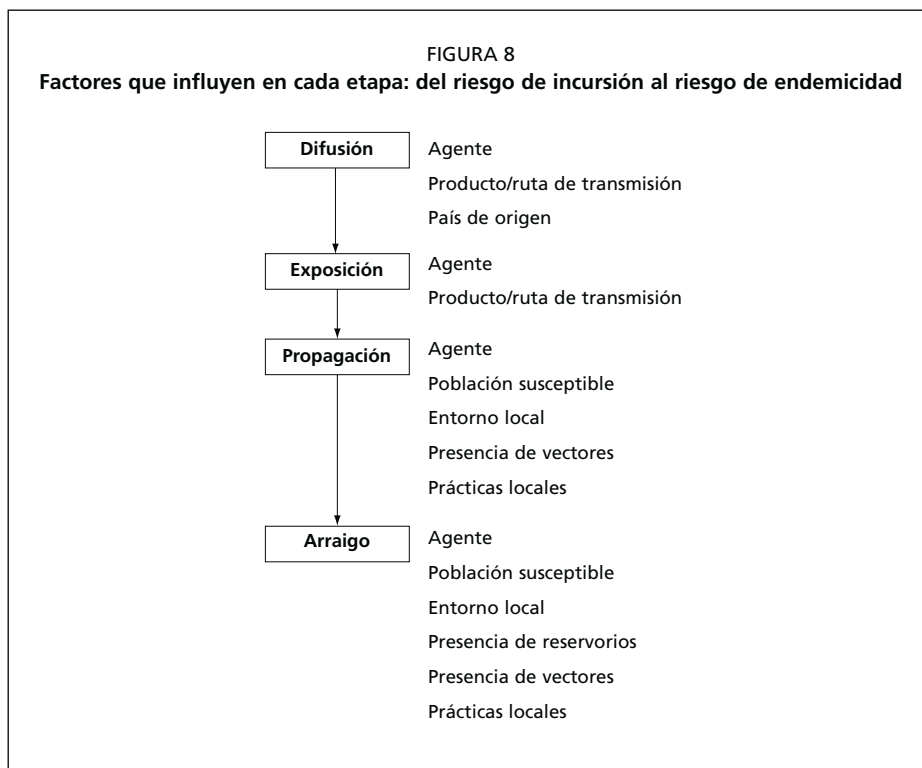 FIGURA 8
Factores que influyen en cada etapa: del riesgo de incursión al riesgo de endemicidad
Difusión
Agente
Producto/ruta de transmisión
País de origen
Exposición
Agente
Producto/ruta de transmisión
Propagación
Agente
Población susceptible
Entorno local
Presencia de vectores
Prácticas locales
Arraigo
Agente
Población susceptible
Entorno local
Presencia de reservorios
Presencia de vectores
Prácticas locales